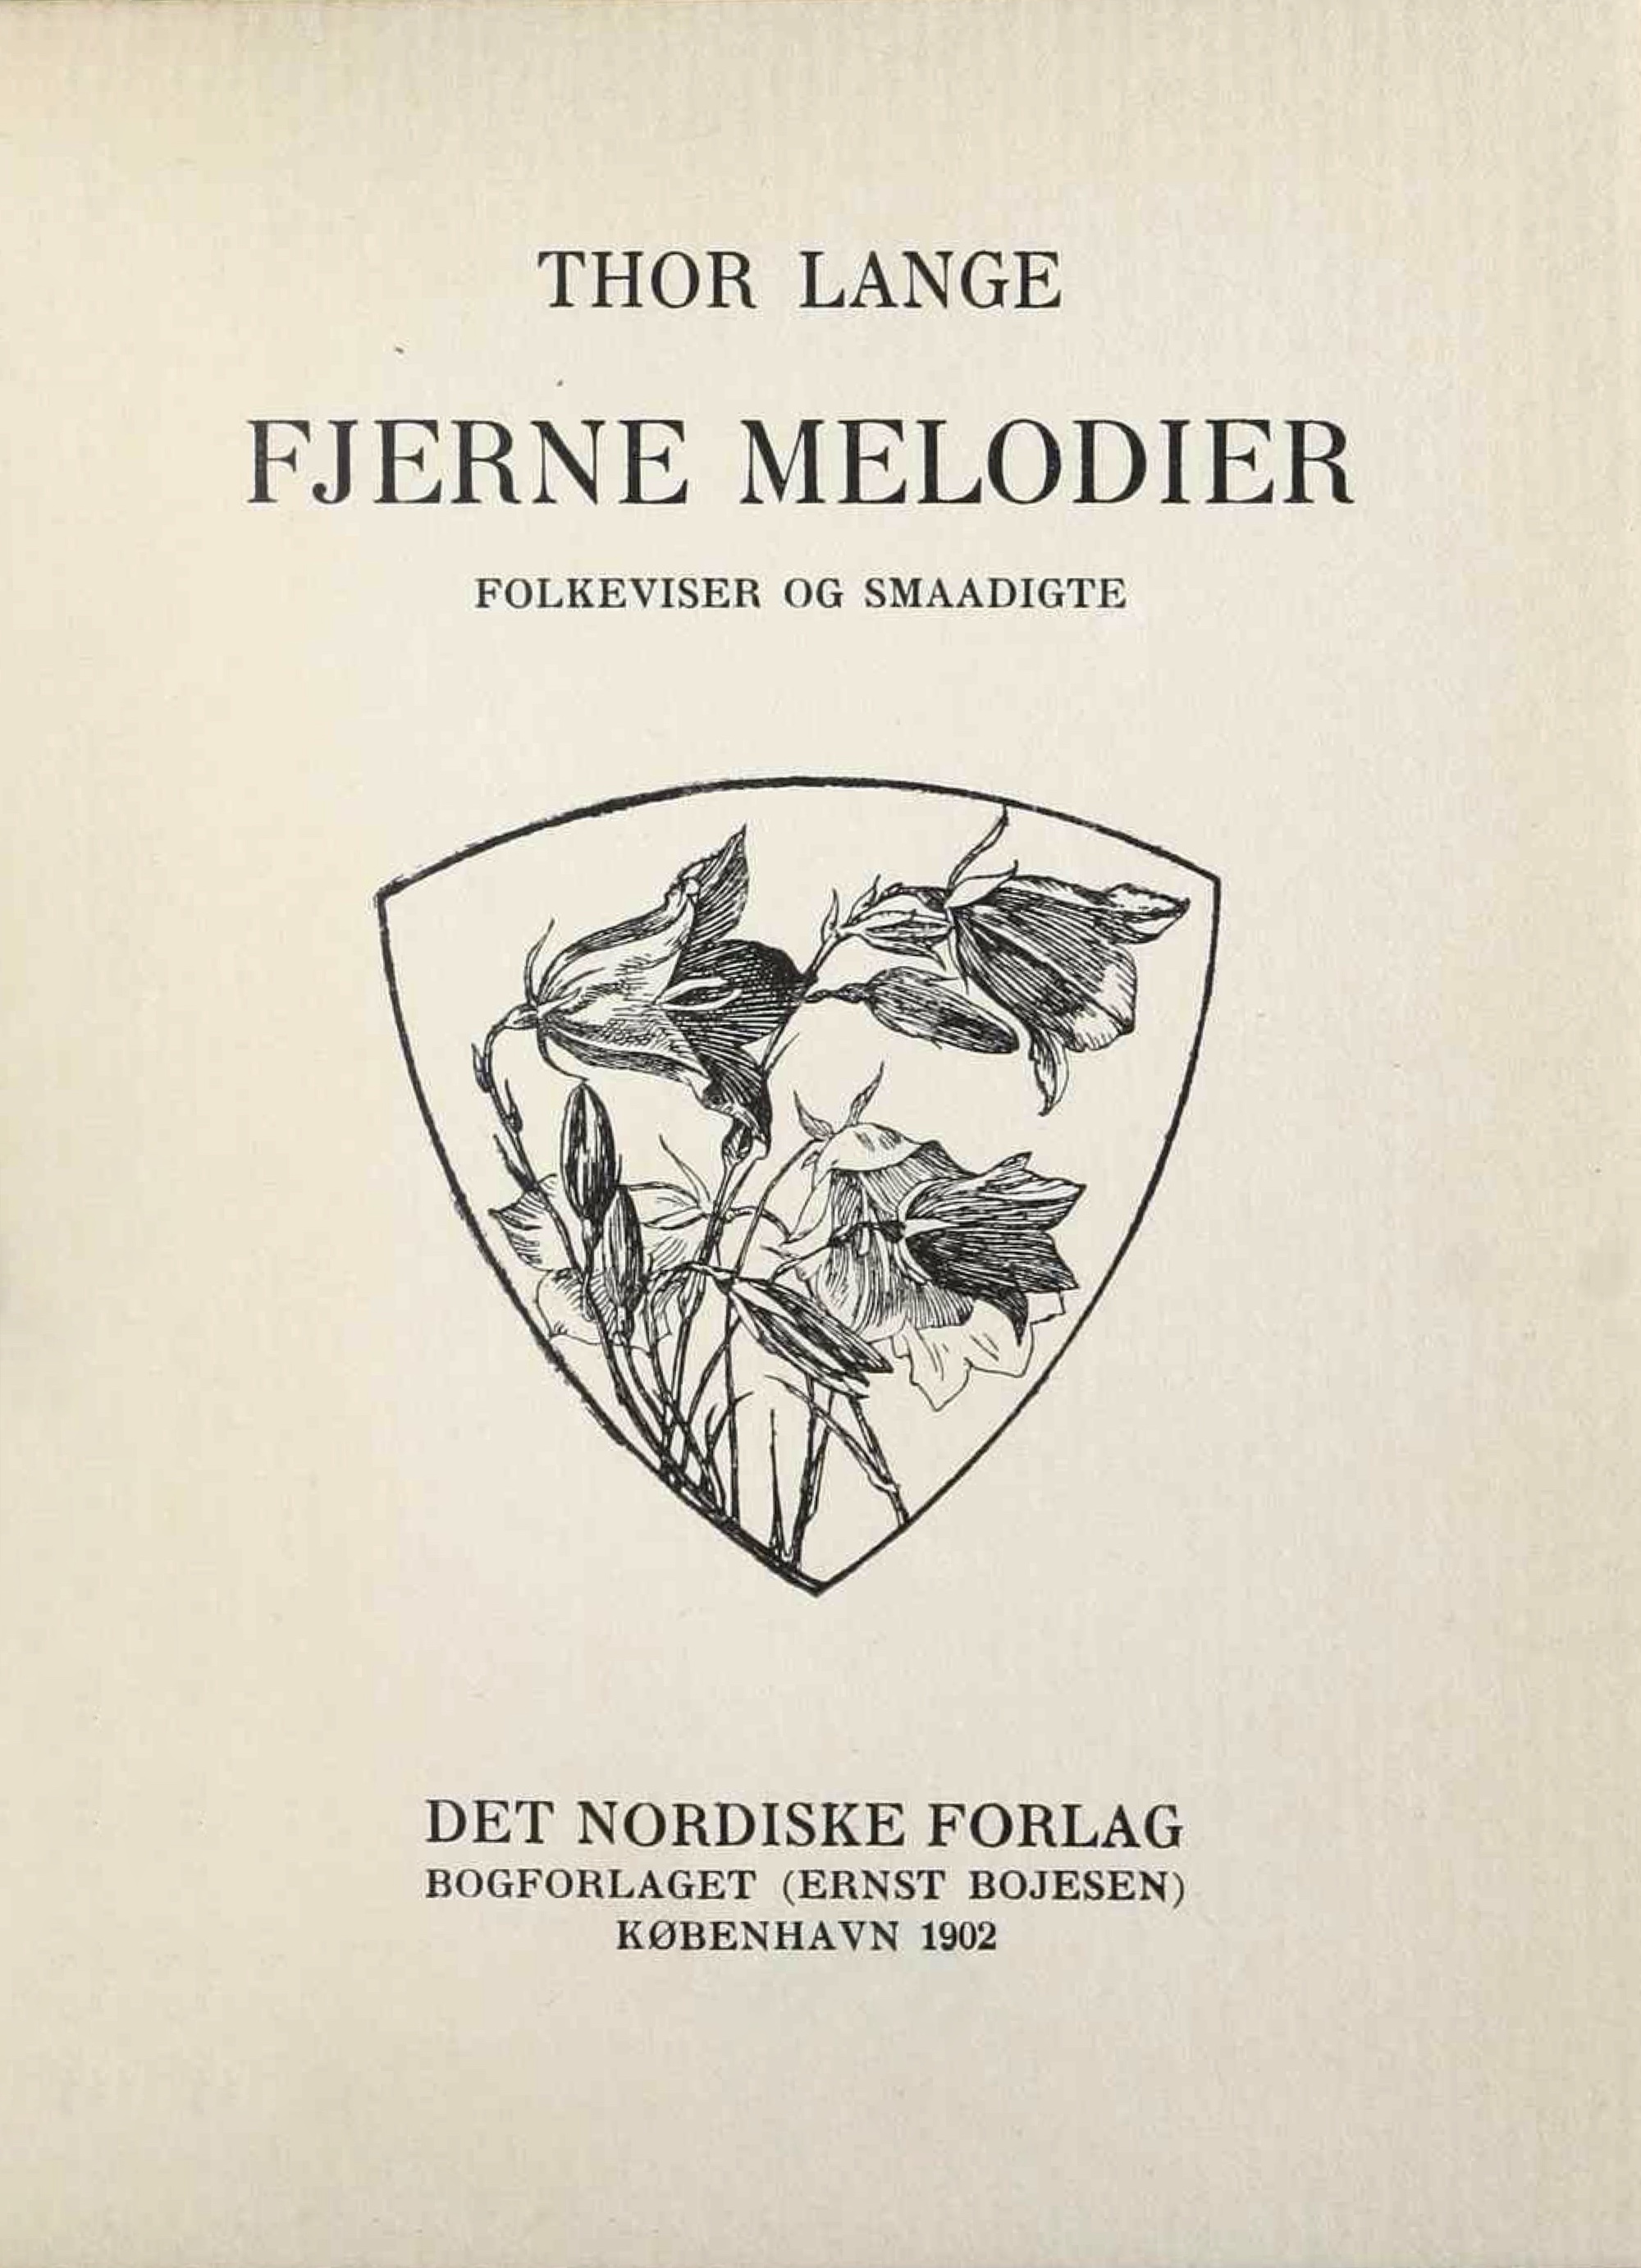 THOR LANGE
FJERNE MELODIER
FOLKEVISER OG SMAADIGTE
DET NORDISKE FORLAG
BOGFORLAGET (ERNST BOJESEN)
KØBENHAVN 1902